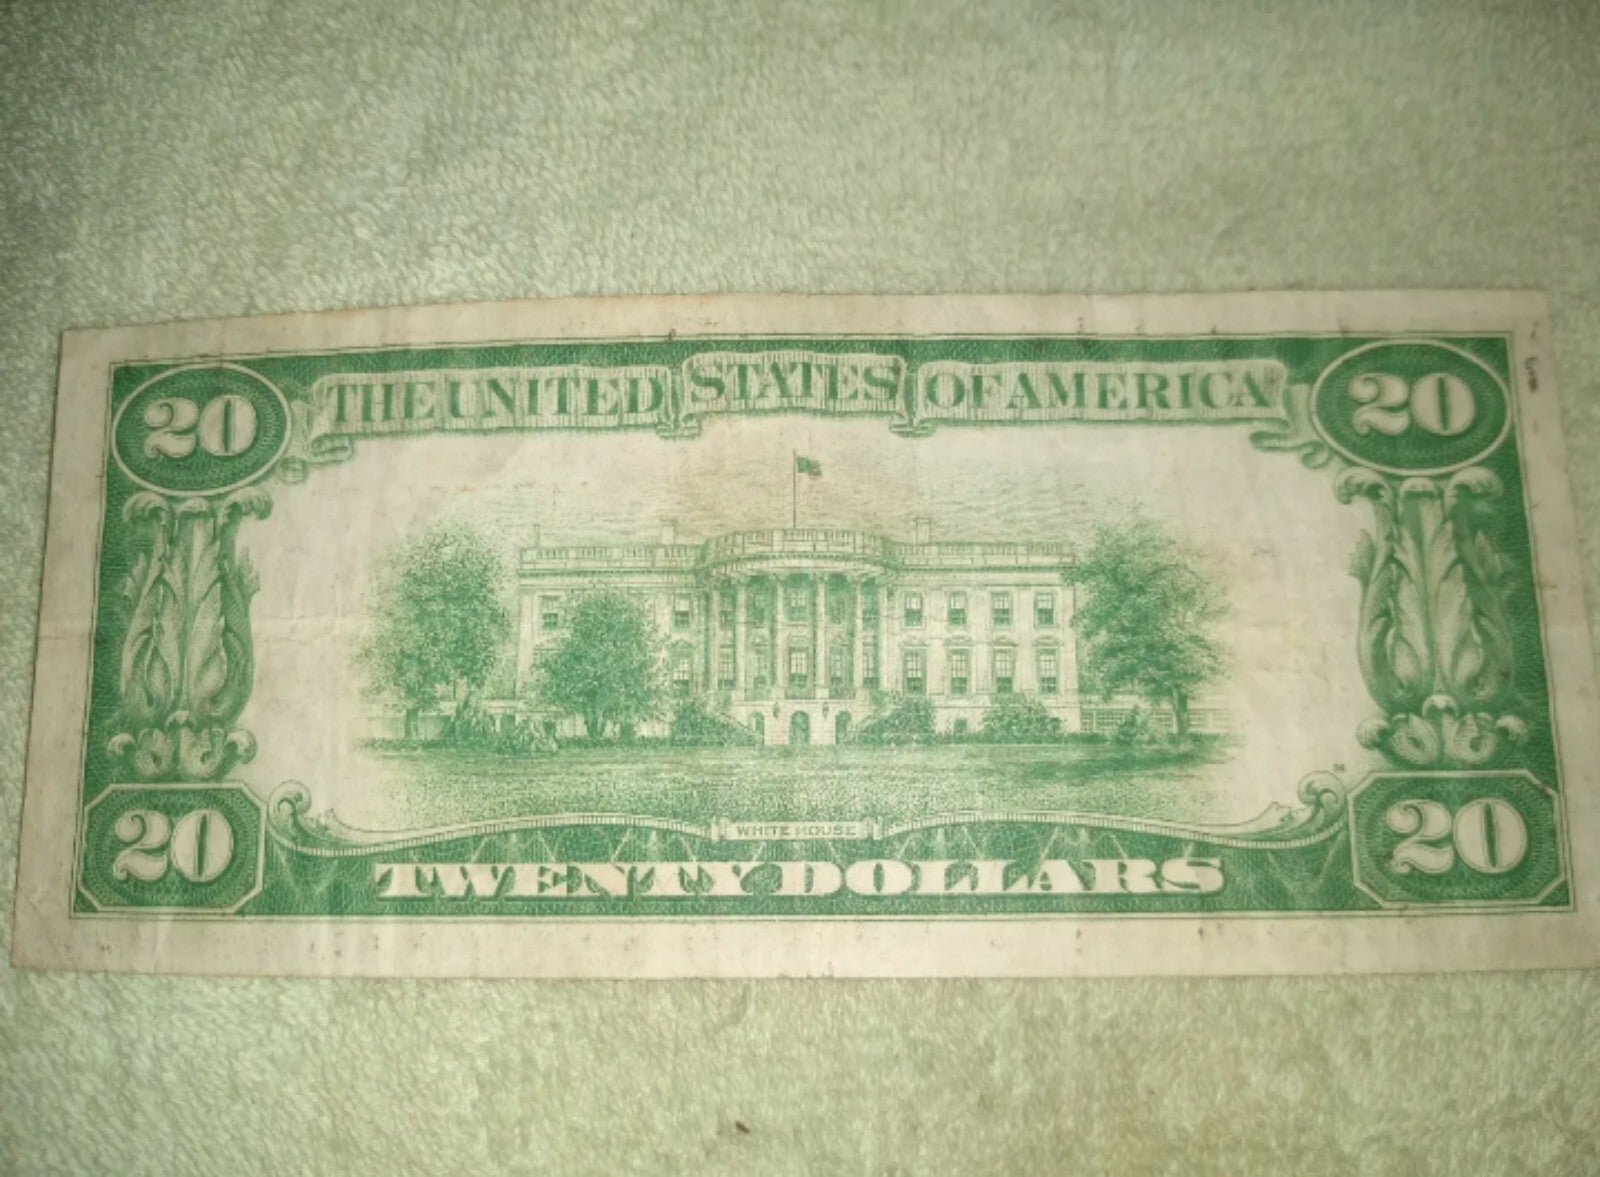 20 THE UNITED STATES OF AMERICA 20
WHITE HOUSE
20 TWENTY DOLLARS 20